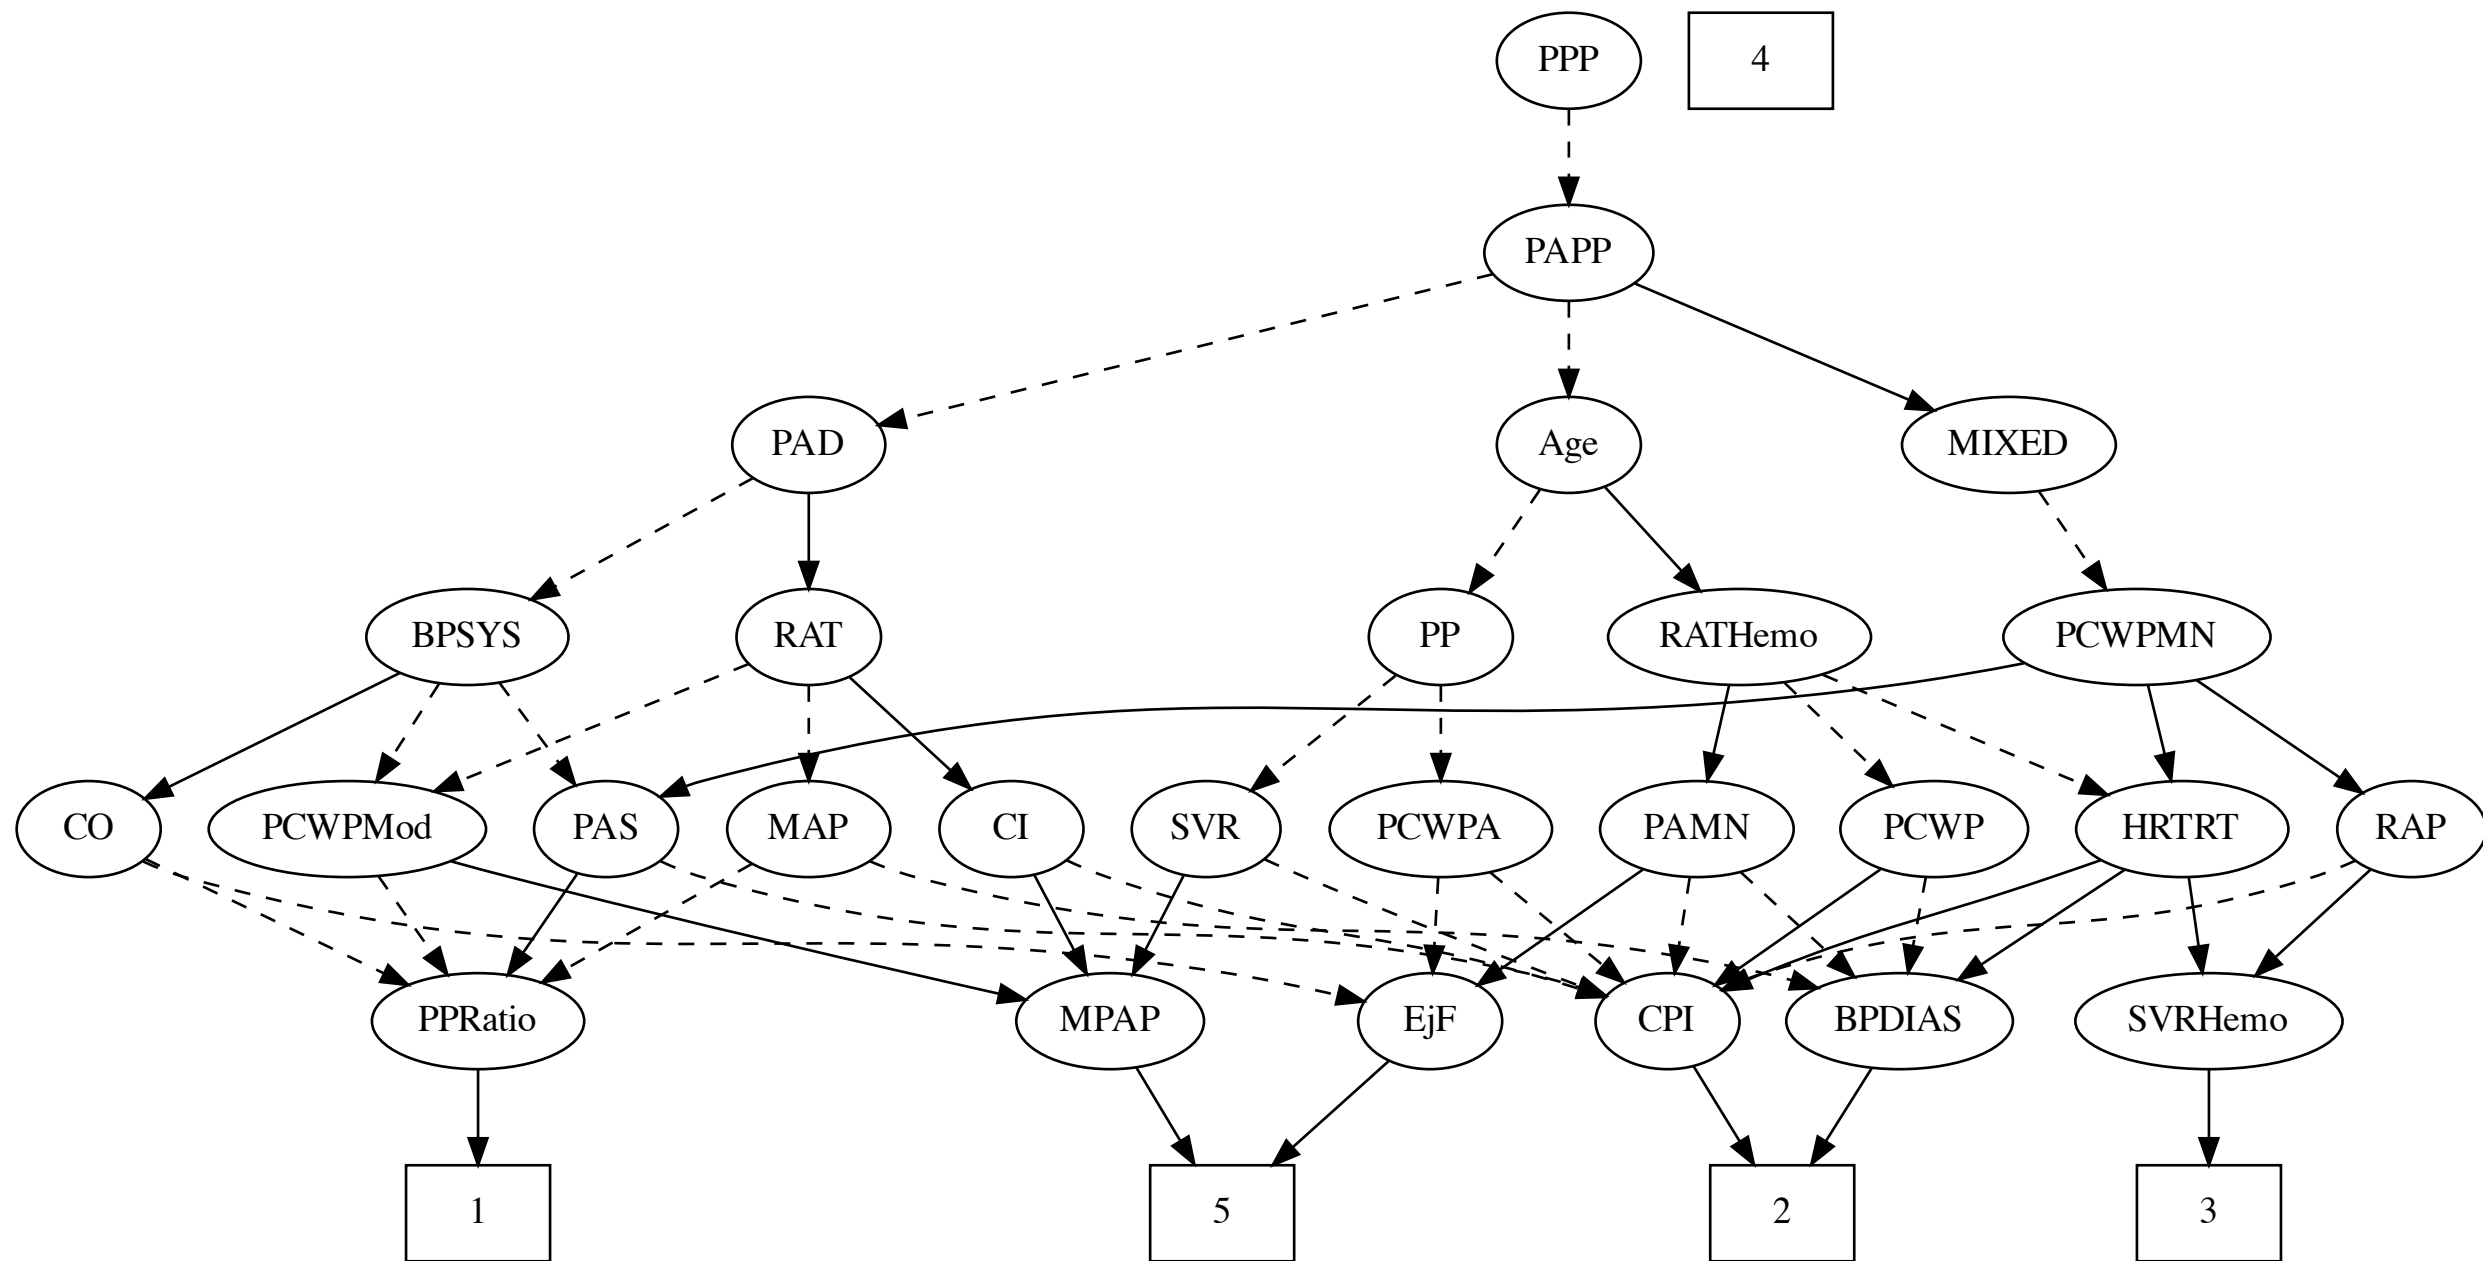 PPP
4
PAPP
PAD
Age
MIXED
BPSYS
RAT
PP
RATHemo
PCWPMN
CO
PCWPMod
PAS
MAP
CI
SVR
PCWPA
PAMN
PCWP
HRTRT
RAP
PPRatio
MPAP
EjF
CPI
BPDIAS
SVRHemo
1
5
2
3